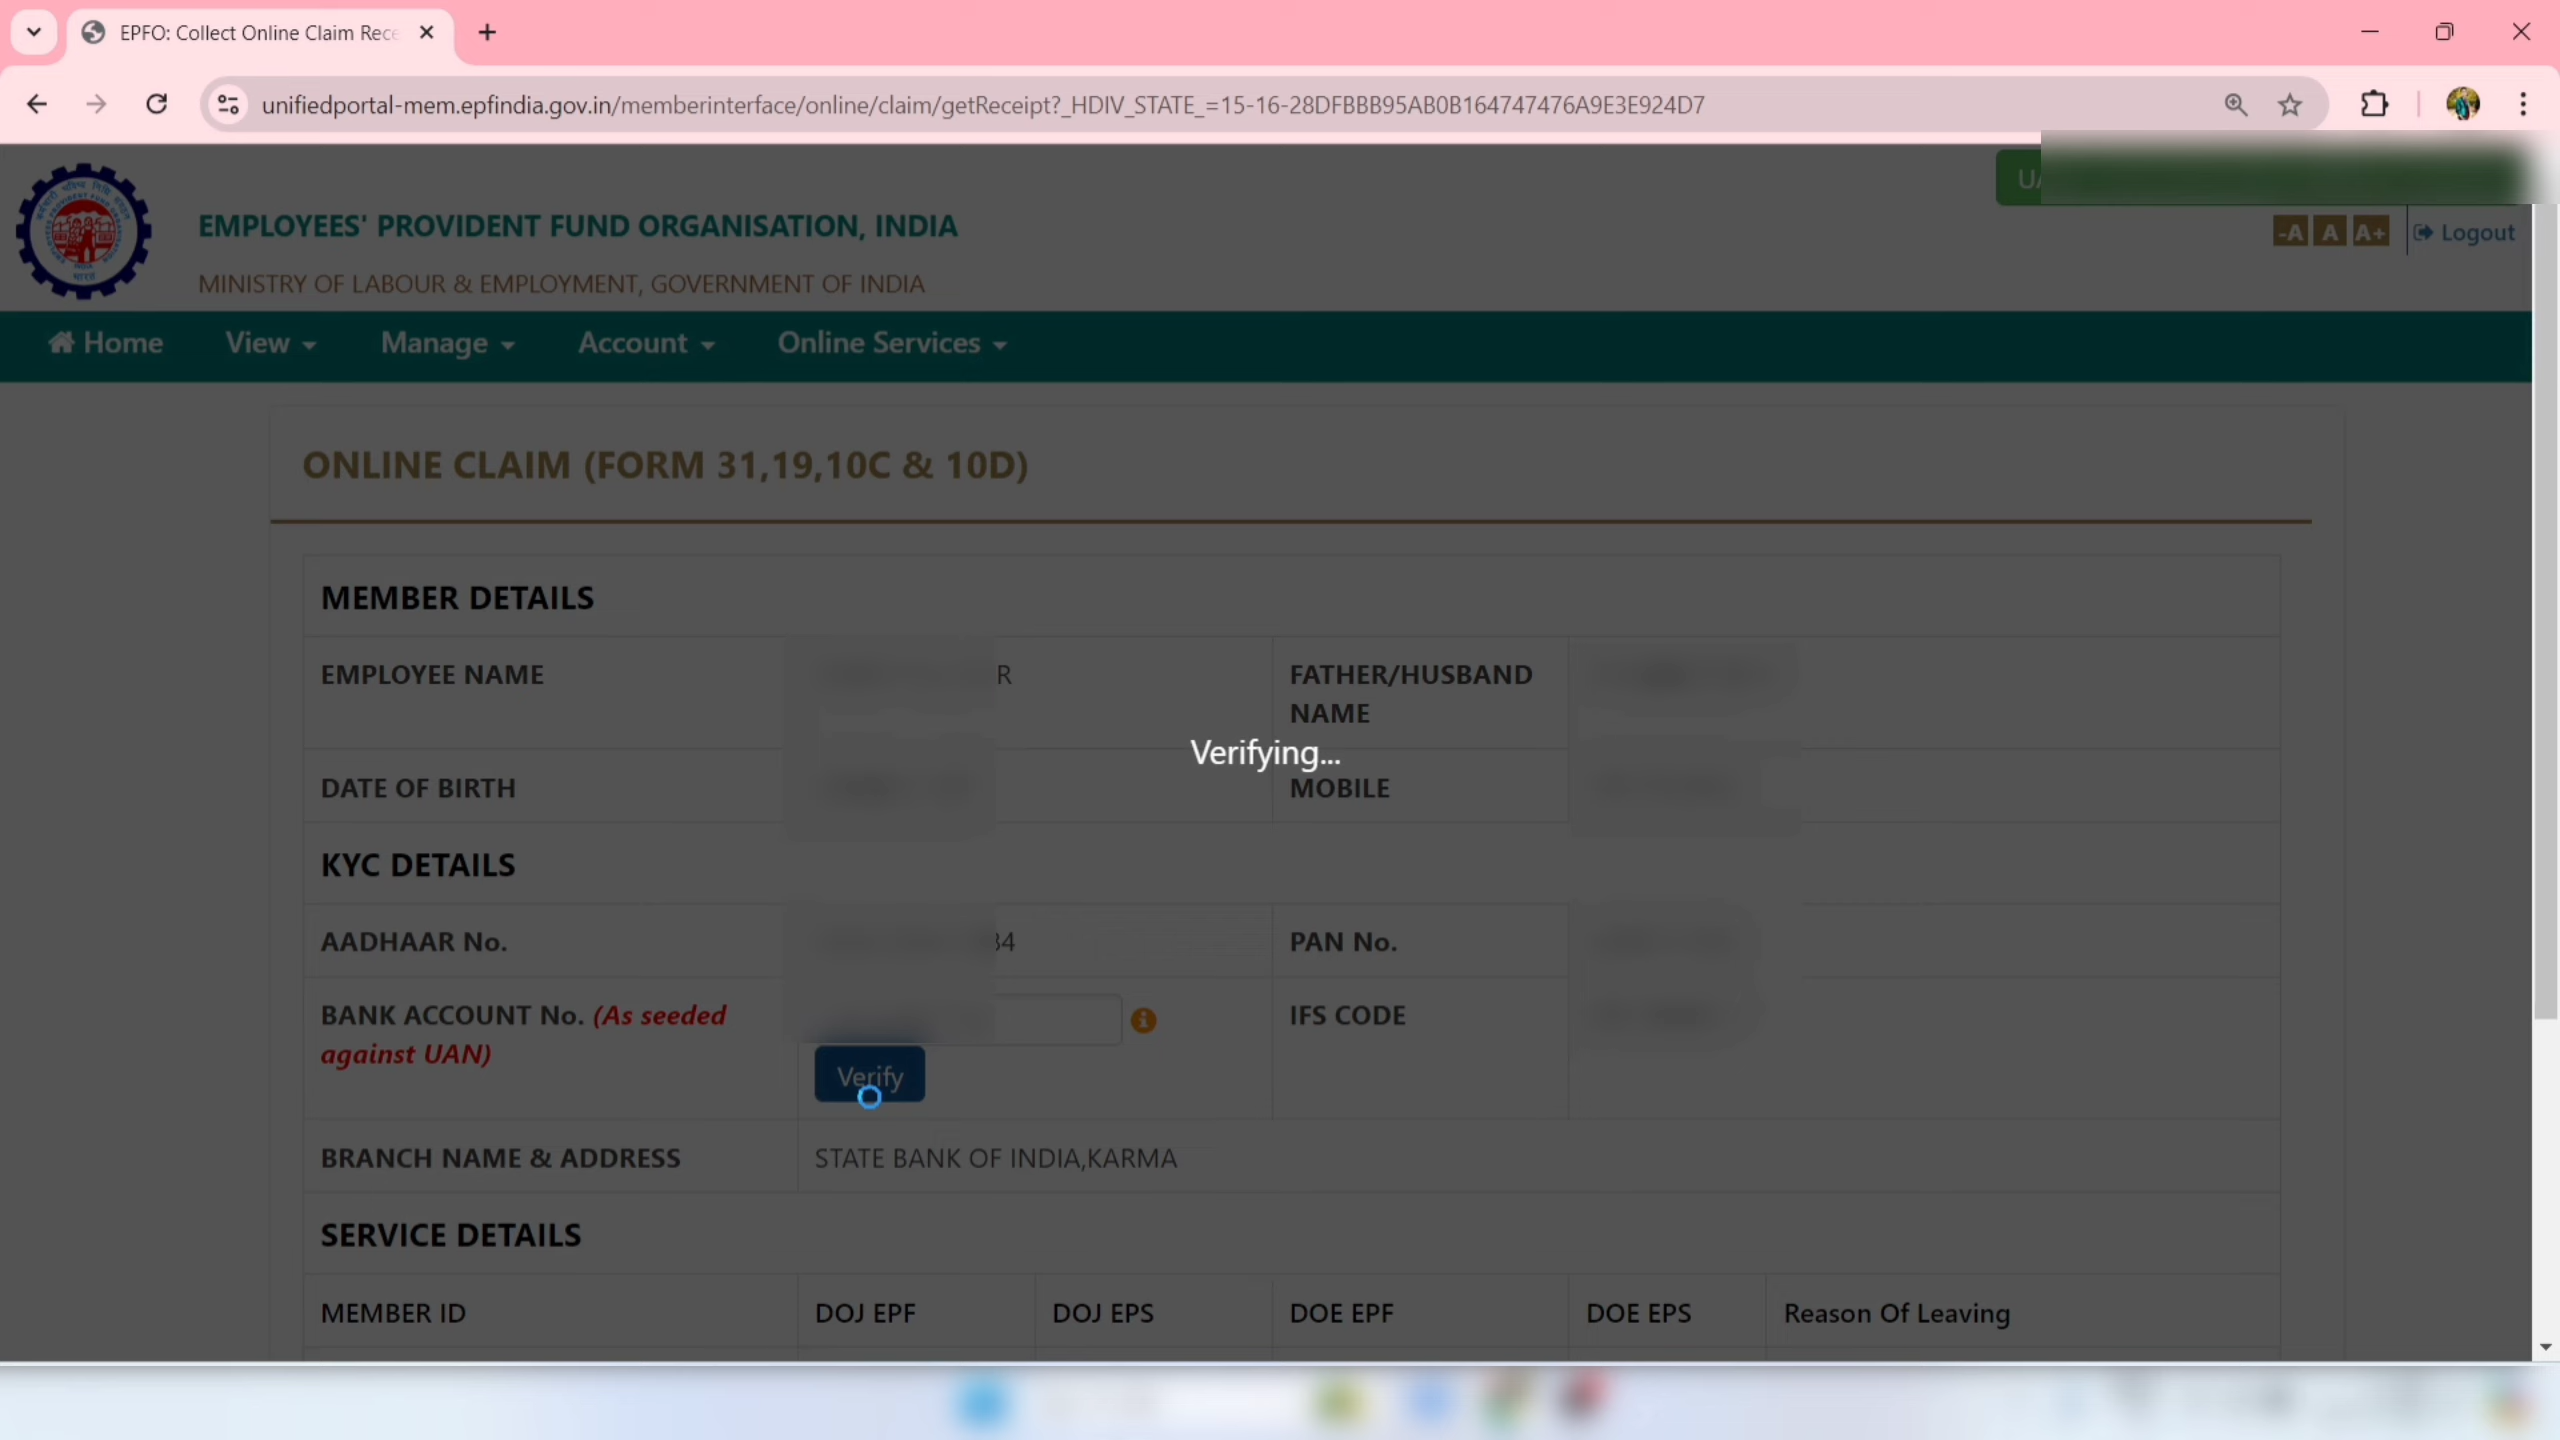 EPFO: Collect Online Claim Rece
unifiedportal-mem.epfindia.gov.in/memberinterface/online/claim/getReceipt?_HDIV_STATE_=15-16-28DFBBB95AB0B164747476A9E3E924D7
EMPLOYEES' PROVIDENT FUND ORGANISATION, INDIA
MINISTRY OF LABOUR & EMPLOYMENT, GOVERNMENT OF INDIA
-A A A+ Logout
Home View Manage Account Online Services
ONLINE CLAIM (FORM 31,19,10C & 10D)
MEMBER DETAILS
EMPLOYEE NAME R FATHER/HUSBAND
NAME
Verifying...
DATE OF BIRTH MOBILE
KYC DETAILS
AADHAAR No. 34 PAN No.
BANK ACCOUNT No. (As seeded IFS CODE
against UAN)
Verify
BRANCH NAME & ADDRESS STATE BANK OF INDIA,KARMA
SERVICE DETAILS
MEMBER ID DOJ EPF DOJ EPS DOE EPF DOE EPS Reason Of Leaving